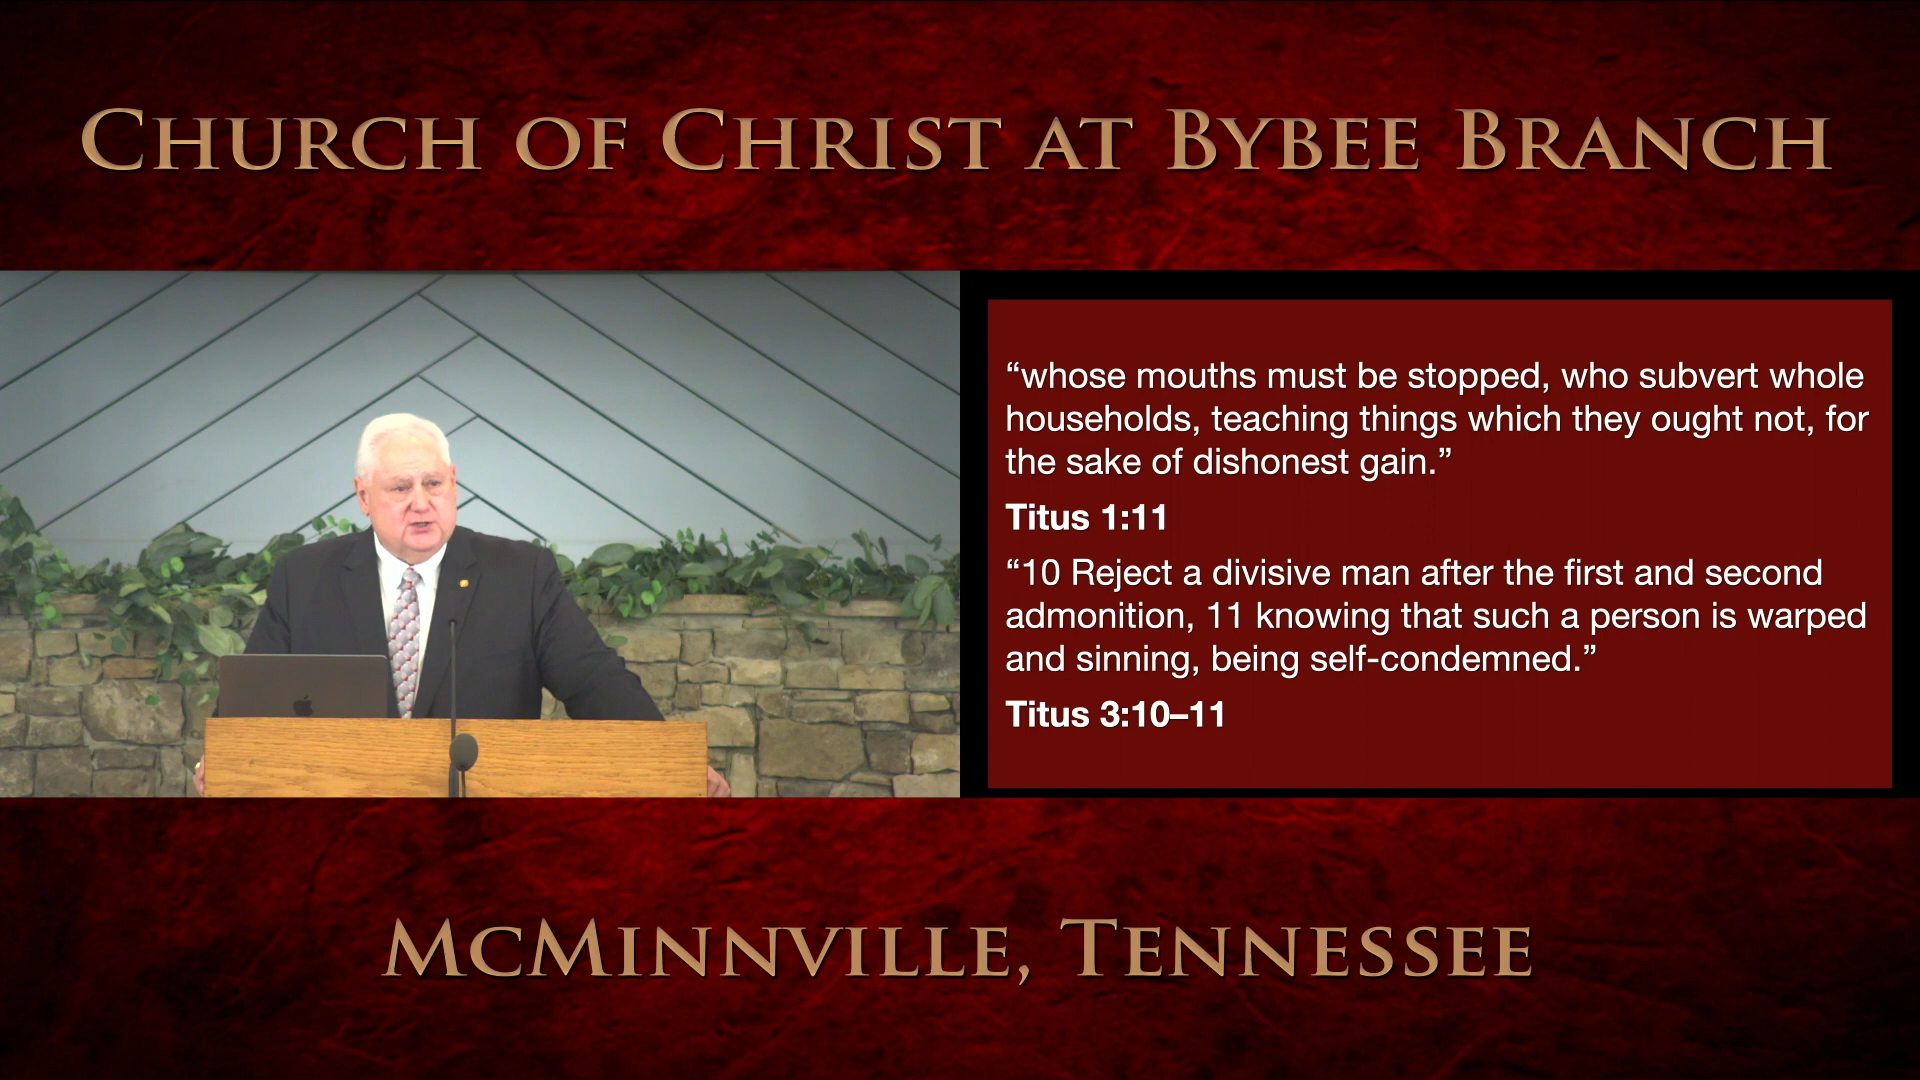 CHURCH OF CHRIST AT BYBEE BRANCH
“whose mouths must be stopped, who subvert whole
households, teaching things which they ought not, for
the sake of dishonest gain.”
Titus 1:11
“10 Reject a divisive man after the first and second
admonition, 11 knowing that such a person is warped
and sinning, being self-condemned.”
Titus 3:10–11
MCMINNVILLE, TENNESSEE